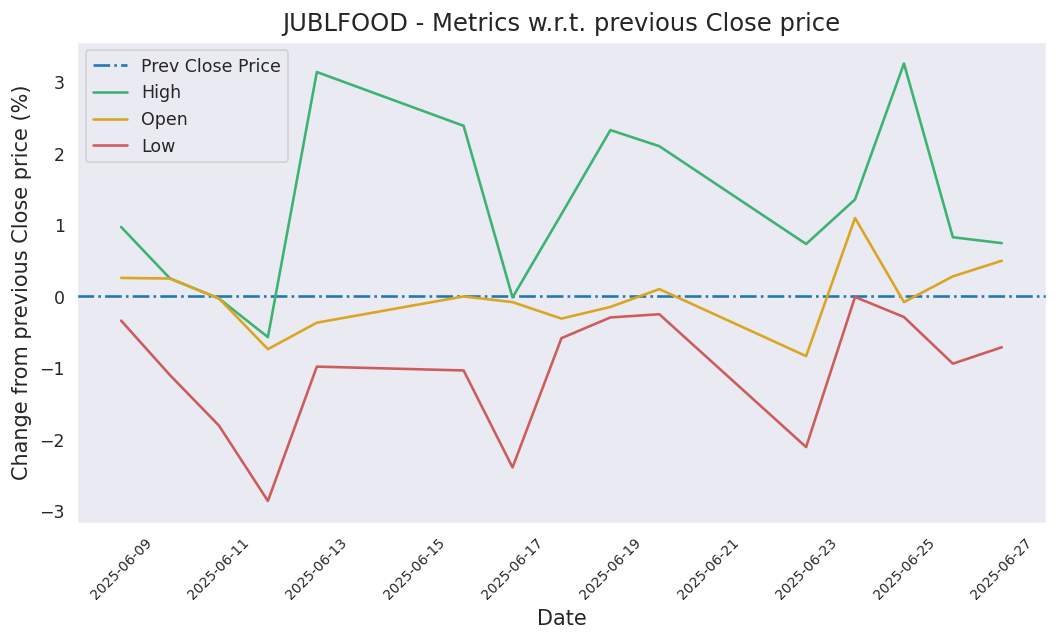 JUBLFOOD - Metrics w.r.t. previous Close price
Prev Close Price
High
Open
Low
Change from previous Close price (%)
3
2
1
0
−1
−2
−3
2025-06-09
2025-06-11
2025-06-13
2025-06-15
2025-06-17
2025-06-19
2025-06-21
2025-06-23
2025-06-25
2025-06-27
Date